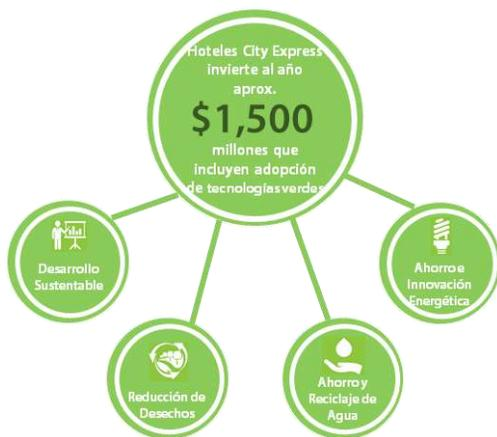 Hoteles City Express
invierte al año
aprox.
$1,500
millones que
incluyen adopción
de tecnologías verdes
Desarrollo
Sustentable
Ahorro e
Innovación
Energética
Reducción de
Desechos
Ahorro y
Reciclaje de
Agua